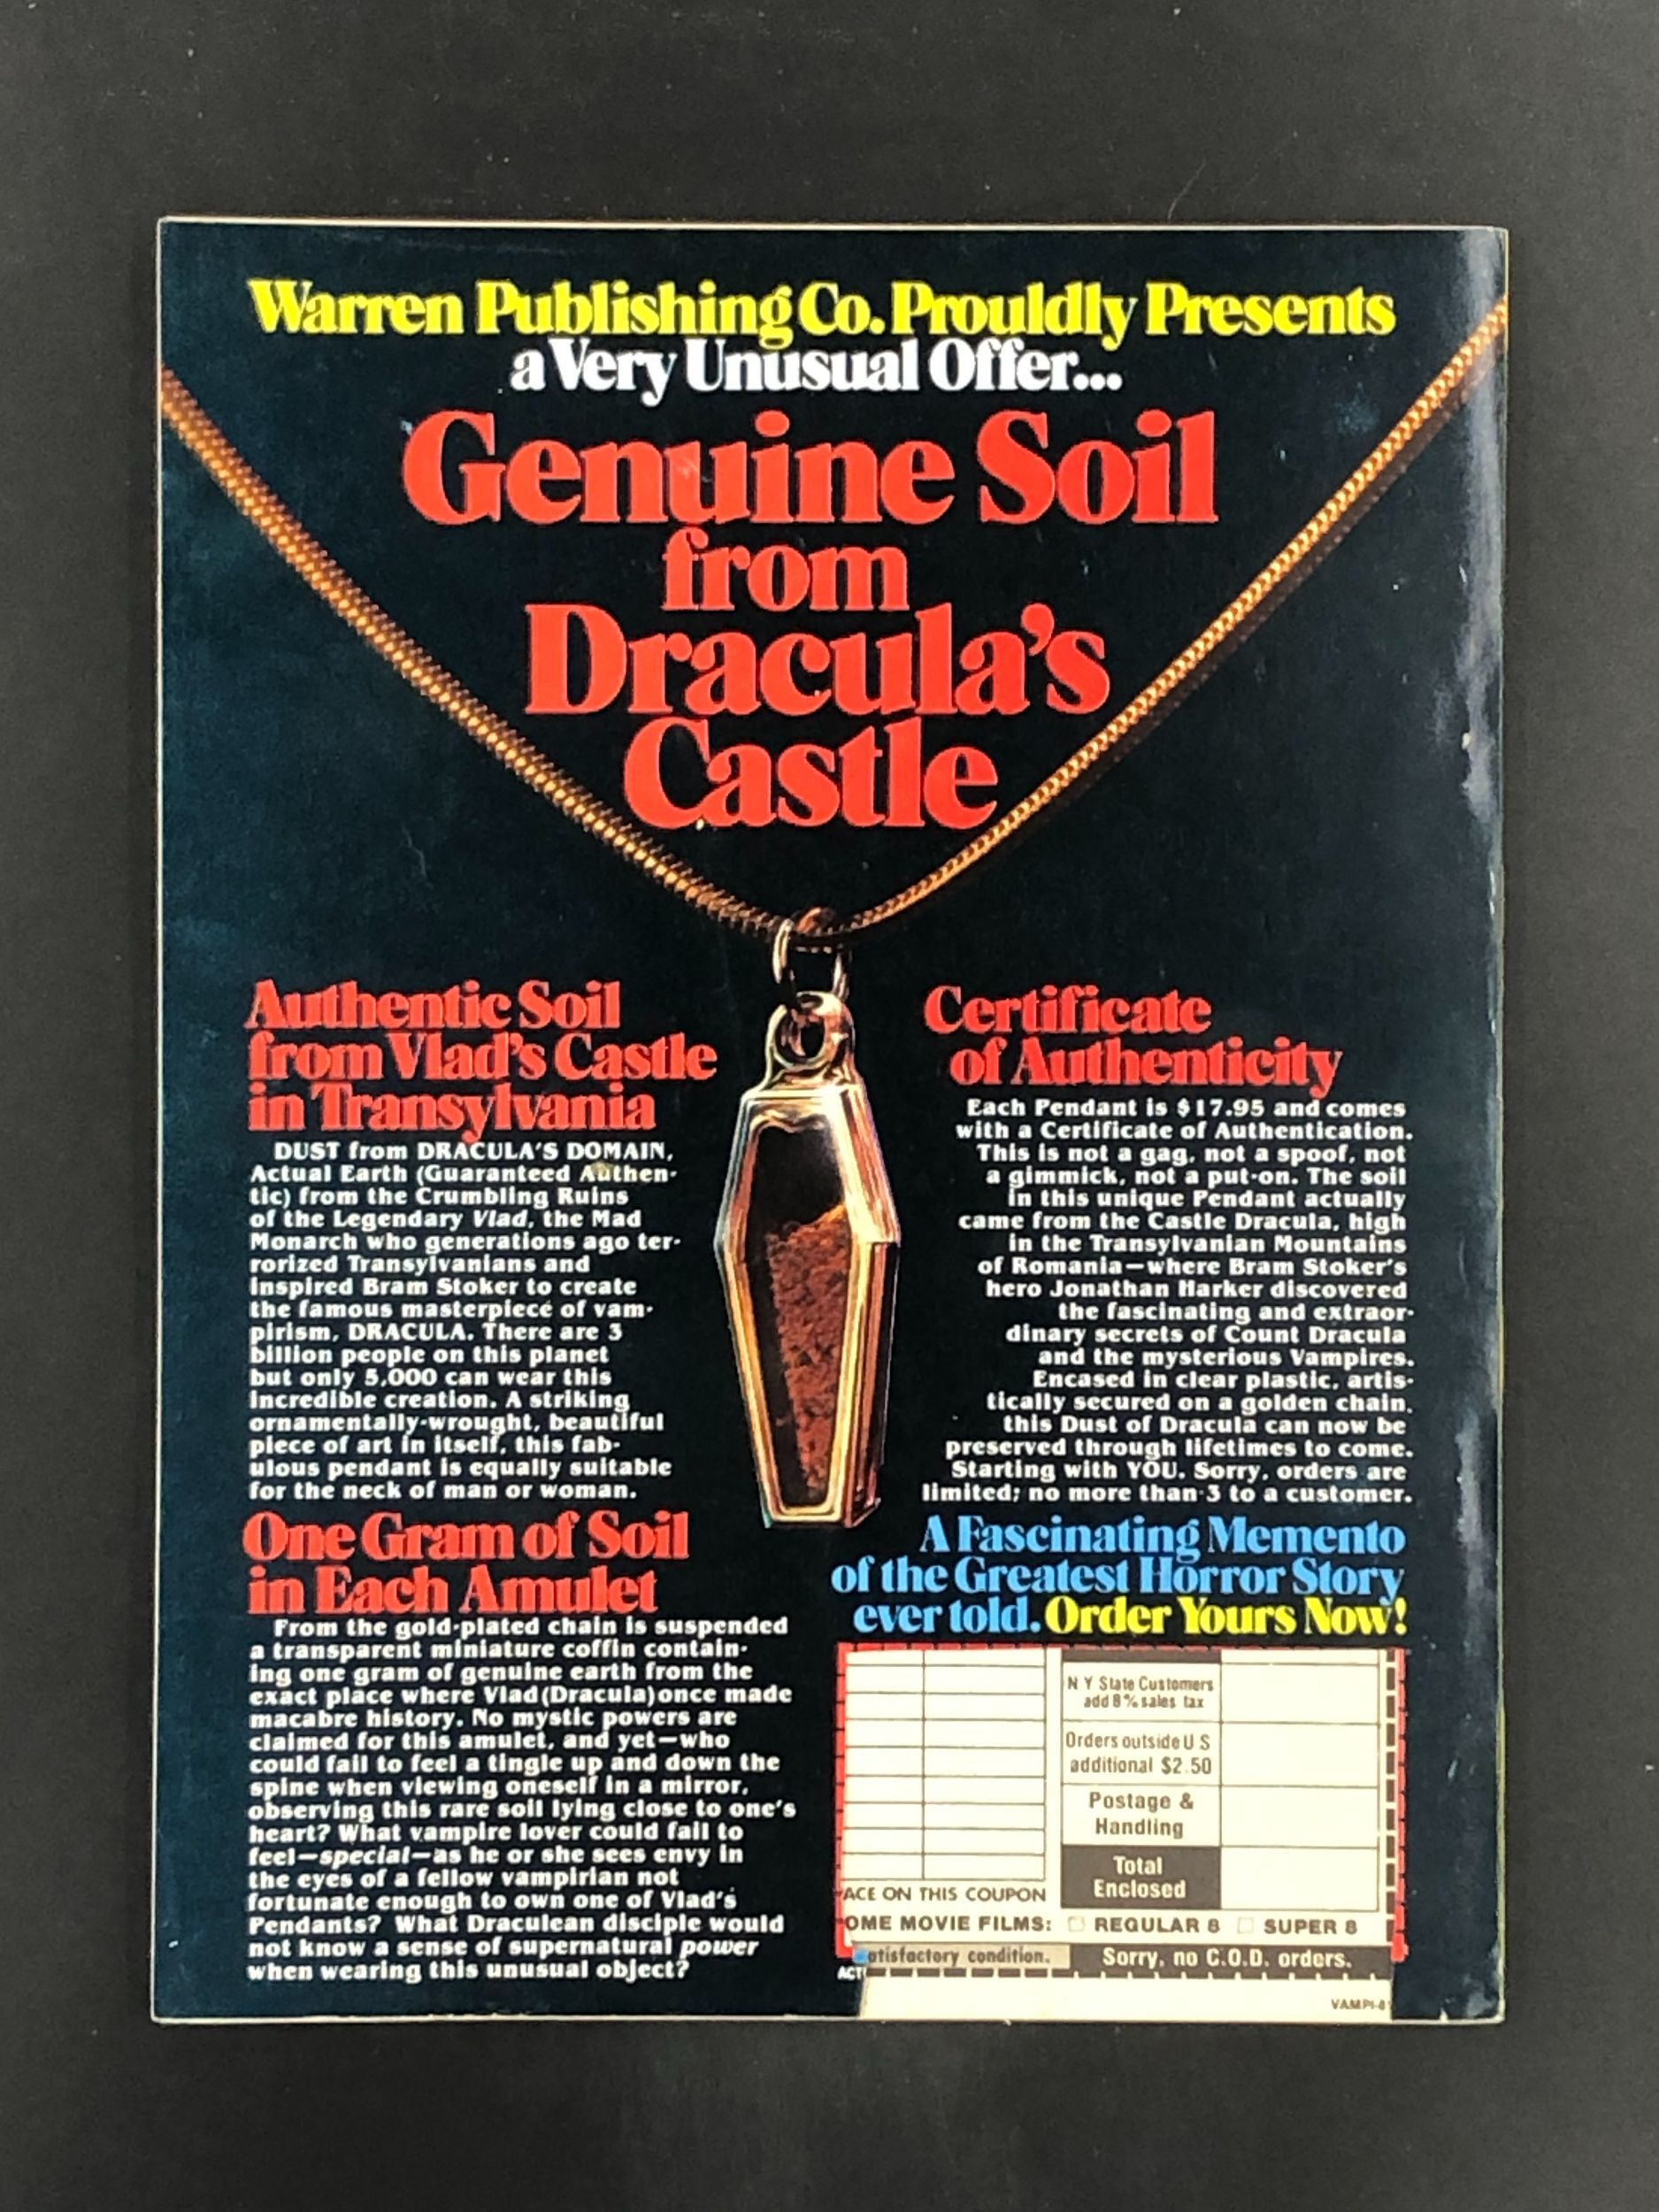 Warren Publishing Co. Prouldly Presents
a Very Unusual Offer...
Genuine Soil
from
Dracula's
Castle
Authentic Soil
from Vlad's Castle
in Transylvania
DUST from DRACULA'S DOMAIN,
Actual Earth (Guaranteed Authen-
tic) from the Crumbling Ruins
of the Legendary Vlad, the Mad
Monarch who generations ago ter-
rorized Transylvanians and
inspired Bram Stoker to create
the famous masterpiece of vam-
pirism, DRACULA. There are 3
billion people on this planet
but only 5,000 can wear this
incredible creation. A striking
ornamentally-wrought, beautiful
piece of art in itself, this fab-
ulous pendant is equally suitable
for the neck of man or woman.
One Gram of Soil
in Each Amulet
From the gold-plated chain is suspended
a transparent miniature coffin contain-
ing one gram of genuine earth from the
exact place where Vlad (Dracula) once made
macabre history. No mystic powers are
claimed for this amulet, and yet—who
could fail to feel a tingle up and down the
spine when viewing oneself in a mirror,
observing this rare soil lying close to one's
heart? What vampire lover could fail to
feel—special—as he or she sees envy in
the eyes of a fellow vampirian not
fortunate enough to own one of Vlad's
Pendants? What Draculean disciple would
not know a sense of supernatural power
when wearing this unusual object?
Certificate
of Authenticity
Each Pendant is $17.95 and comes
with a Certificate of Authentication.
This is not a gag, not a spoof, not
a gimmick, not a put-on. The soil
in this unique Pendant actually
came from the Castle Dracula, high
in the Transylvanian Mountains
of Romania—where Bram Stoker's
hero Jonathan Harker discovered
the fascinating and extraor-
dinary secrets of Count Dracula
and the mysterious Vampires.
Encased in clear plastic, artis-
tically secured on a golden chain,
this Dust of Dracula can now be
preserved through lifetimes to come.
Starting with YOU. Sorry, orders are
limited; no more than 3 to a customer.
A Fascinating Memento
of the Greatest Horror Story
ever told. Order Yours Now!
N Y State Customers
add 8% sales tax
Orders outside U S
additional $2.50
Postage &
Handling
Total
Enclosed
ACE ON THIS COUPON
OME MOVIE FILMS: REGULAR 8 SUPER 8
atisfactory condition. Sorry, no C.O.D. orders.
ACT
VAMPI-8